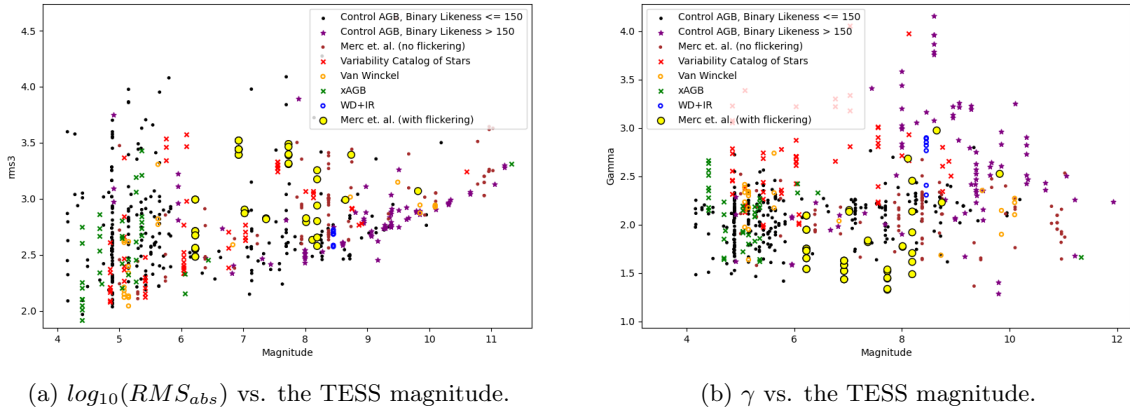 4.5
4.0
3.5
3.0
2.5
2.0
rms3
4
5
6
7
8
9
10
11
Magnitude
Control AGB, Binary Likeness <= 150
Control AGB, Binary Likeness > 150
Merc et. al. (no flickering)
Variability Catalog of Stars
Van Winckel
xAGB
WD+IR
Merc et. al. (with flickering)
(a) log10(RMSabs) vs. the TESS magnitude.
4.0
3.5
3.0
2.5
2.0
1.5
1.0
Gamma
4
6
8
10
12
Magnitude
Control AGB, Binary Likeness <= 150
Control AGB, Binary Likeness > 150
Merc et. al. (no flickering)
Variability Catalog of Stars
Van Winckel
xAGB
WD+IR
Merc et. al. (with flickering)
(b) γ vs. the TESS magnitude.